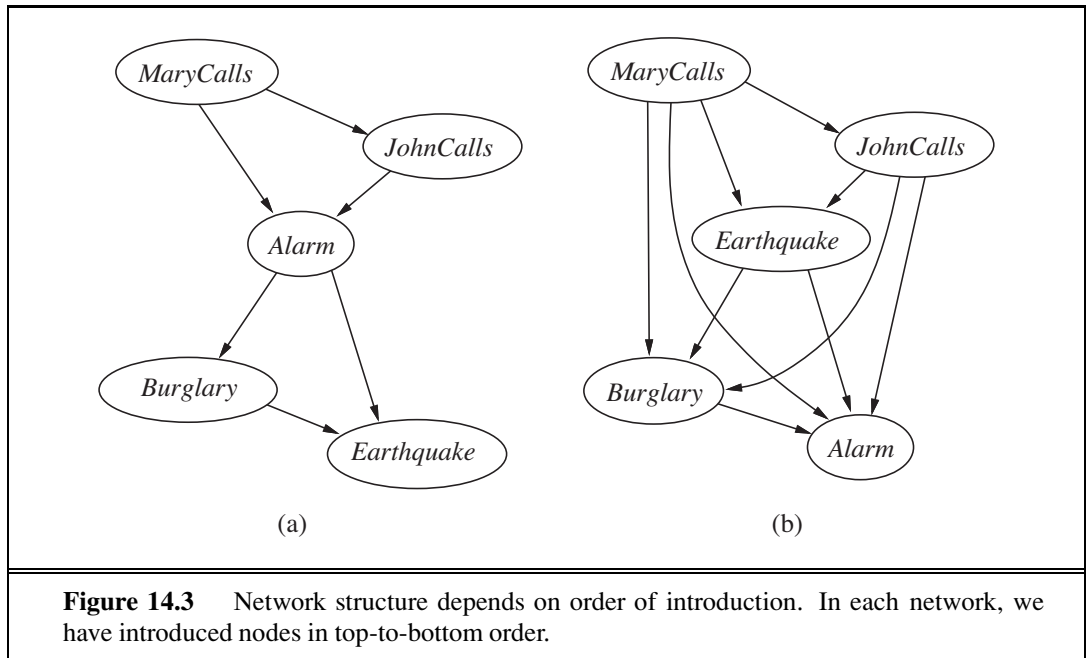 MaryCalls
JohnCalls
Alarm
Burglary
Earthquake
(a)
MaryCalls
JohnCalls
Earthquake
Burglary
Alarm
(b)
Figure 14.3 Network structure depends on order of introduction. In each network, we
have introduced nodes in top-to-bottom order.